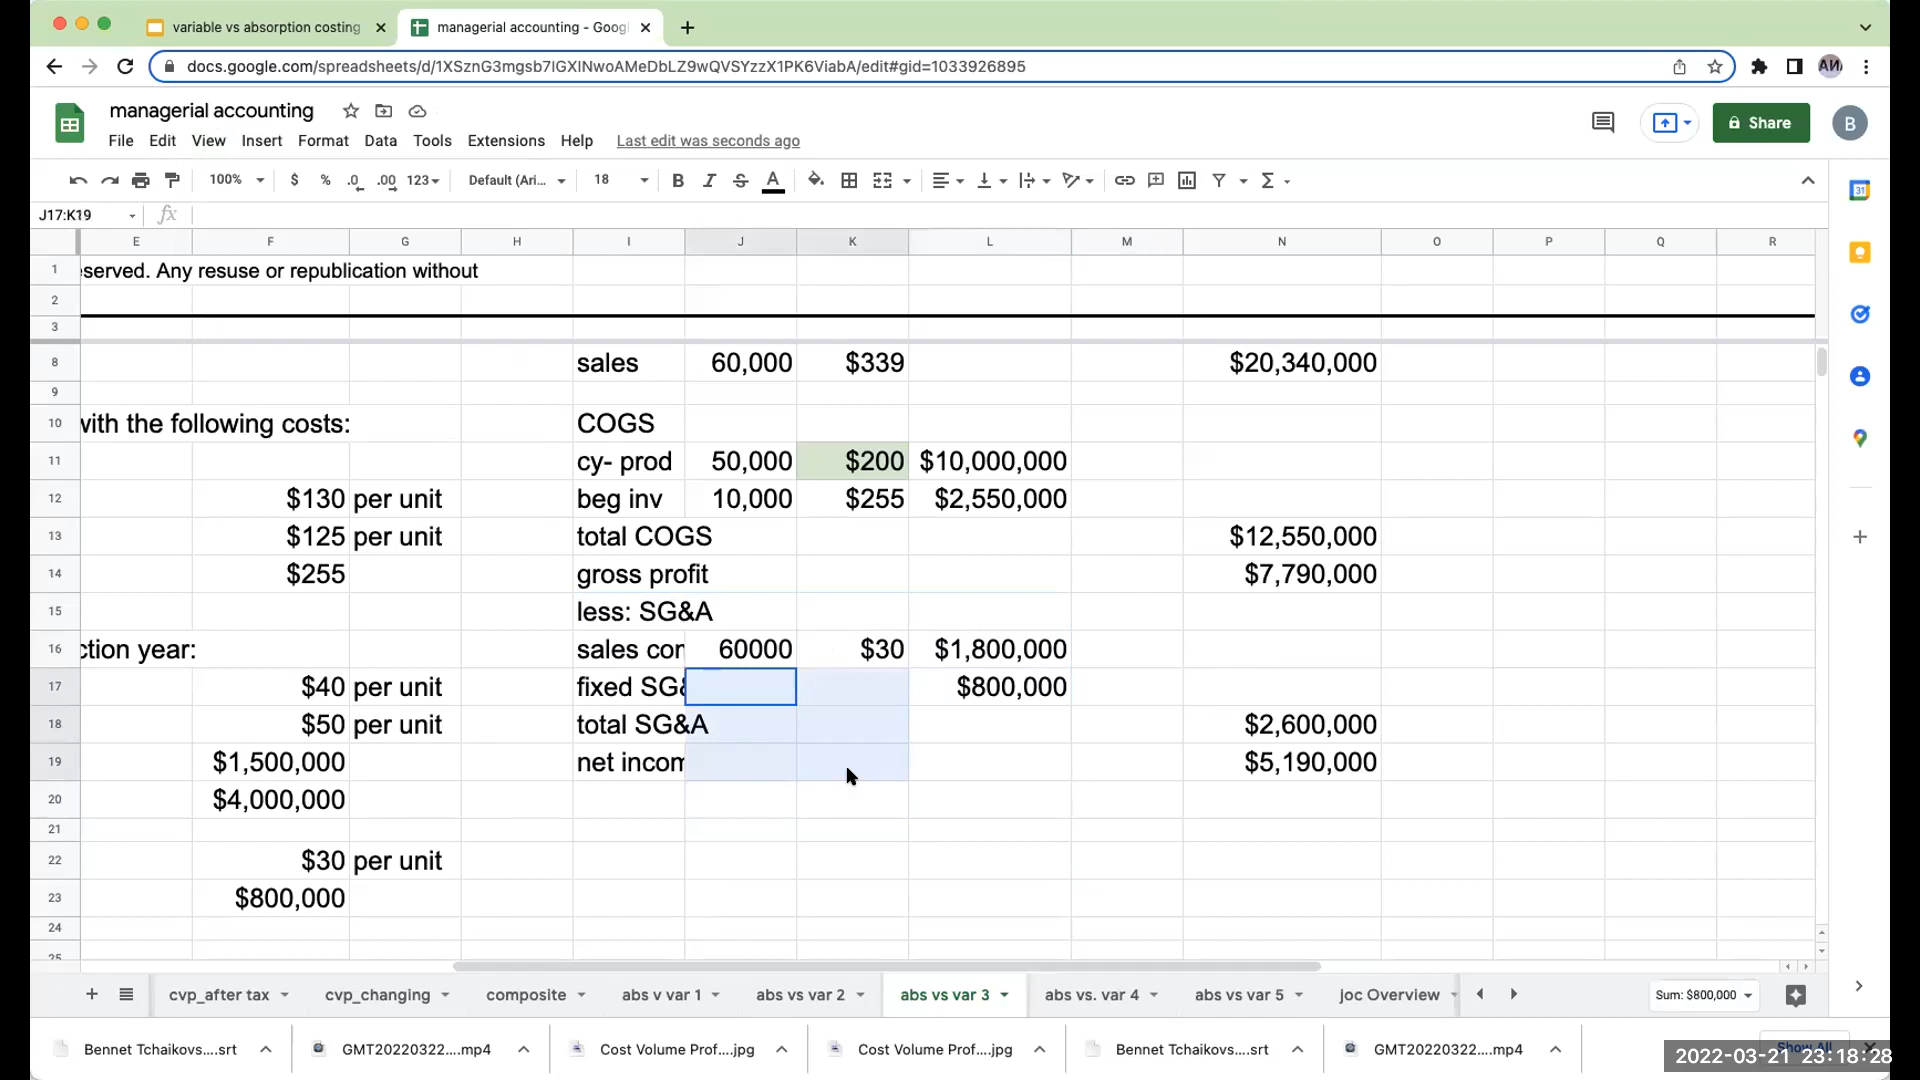 variable vs absorption costing
managerial accounting - Googl
docs.google.com/spreadsheets/d/1XSznG3mgsb7lGXlNwoAMeDbLZ9wQVSYzzX1PK6ViabA/edit#gid=1033926895
managerial accounting
File Edit View Insert Format Data Tools Extensions Help Last edit was seconds ago
Share
B
100% $ % .0 .00 123 Default (Ari... 18 B I S A
J17:K19 fx
E F G H I J K L M N O P Q R
1 served. Any resuse or republication without
2
3
8 sales 60,000 $339 $20,340,000
9
10 with the following costs: COGS
11 cy- prod 50,000 $200 $10,000,000
12 $130 per unit beg inv 10,000 $255 $2,550,000
13 $125 per unit total COGS $12,550,000
14 $255 gross profit $7,790,000
15 less: SG&A
16 ction year: sales con 60000 $30 $1,800,000
17 $40 per unit fixed SG& $800,000
18 $50 per unit total SG&A $2,600,000
19 $1,500,000 net incom $5,190,000
20 $4,000,000
21
22 $30 per unit
23 $800,000
24
25
cvp_after tax cvp_changing composite abs v var 1 abs vs var 2 abs vs var 3 abs vs. var 4 abs vs var 5 Joc Overview Sum: $800,000
Bennet Tchaikovs....srt GMT20220322....mp4 Cost Volume Prof....jpg Cost Volume Prof....jpg Bennet Tchaikovs....srt GMT20220322....mp4 Show All
2022-03-21 23:18:28